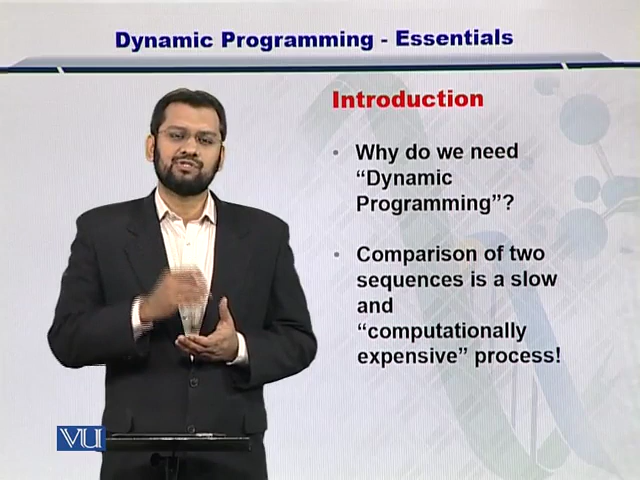 Dynamic Programming - Essentials
Introduction
• Why do we need
“Dynamic
Programming”?
• Comparison of two
sequences is a slow
and
“computationally
expensive” process!
VU